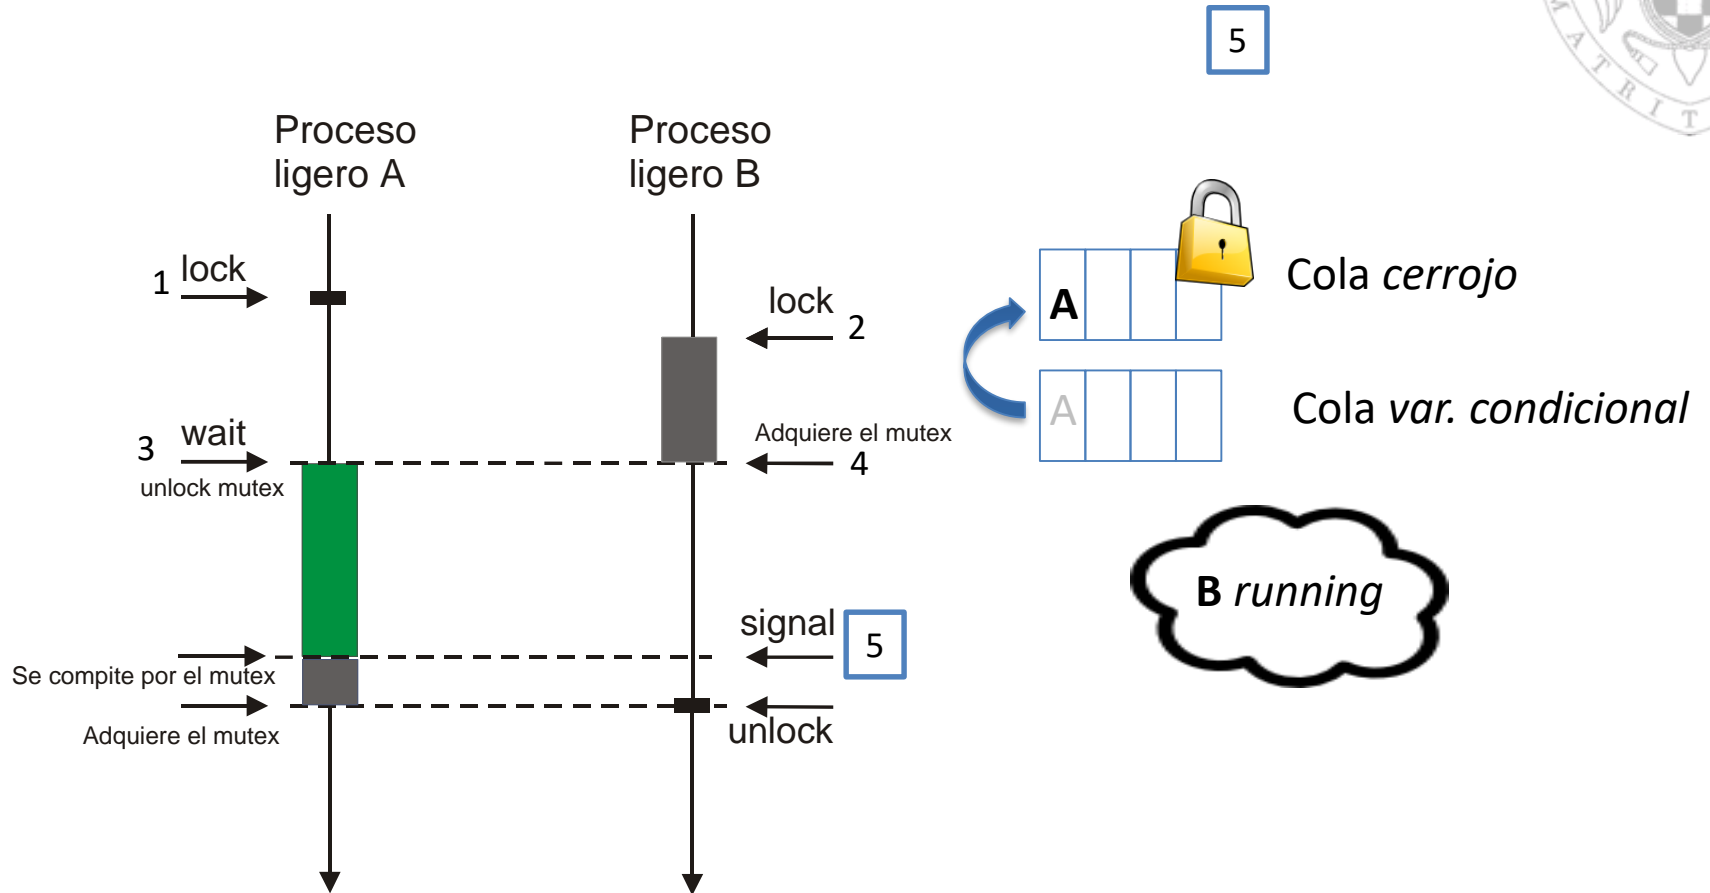 5
Proceso
ligero A
Proceso
ligero B
1 lock
lock
2
Cola cerrojo
A
A
Cola var. condicional
3 wait
unlock mutex
Adquiere el mutex
4
B running
signal
5
Se compite por el mutex
Adquiere el mutex
unlock
MATRIT